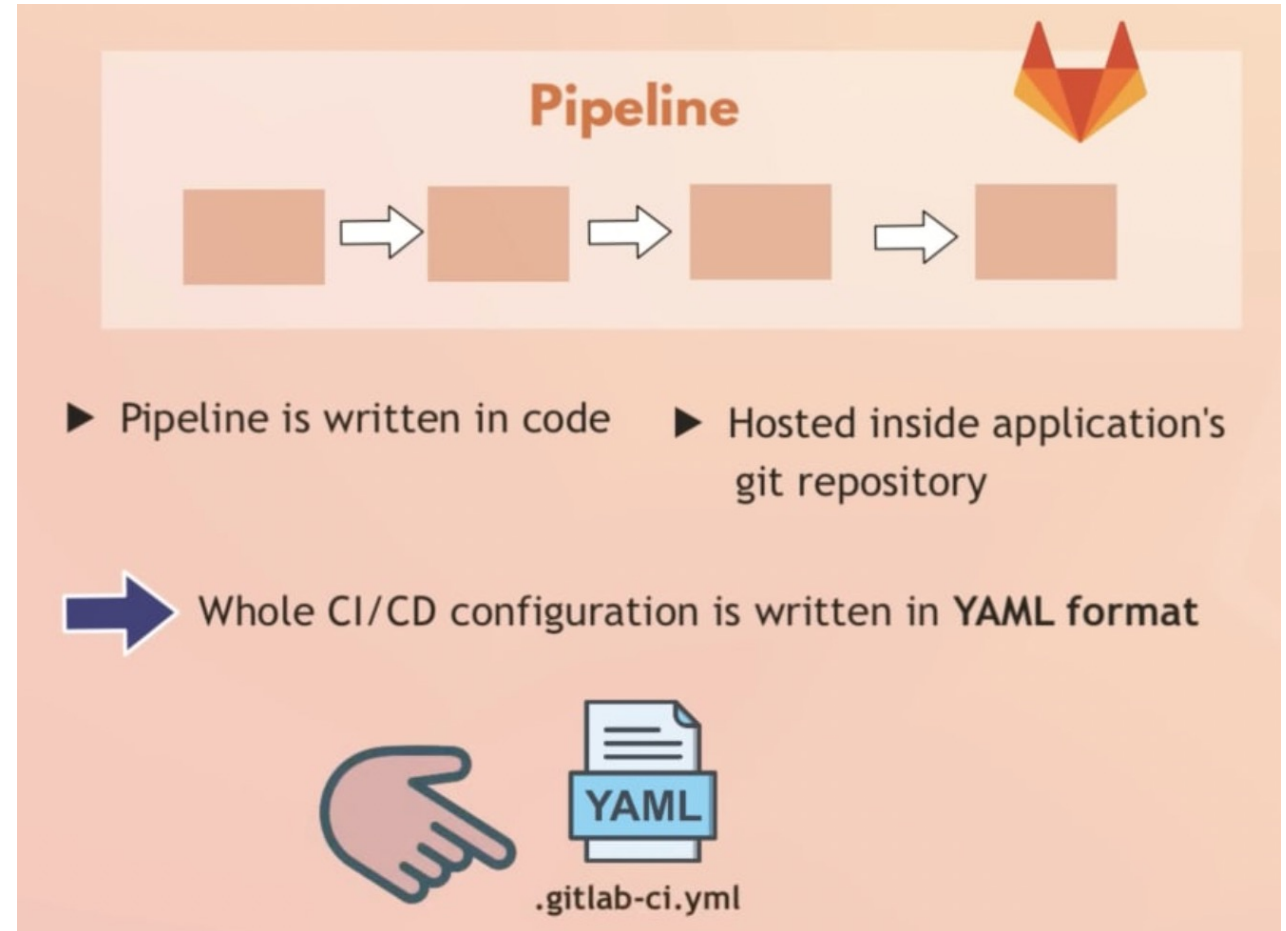 Pipeline
▶ Pipeline is written in code
▶ Hosted inside application's
git repository
Whole CI/CD configuration is written in YAML format
YAML
.gitlab-ci.yml